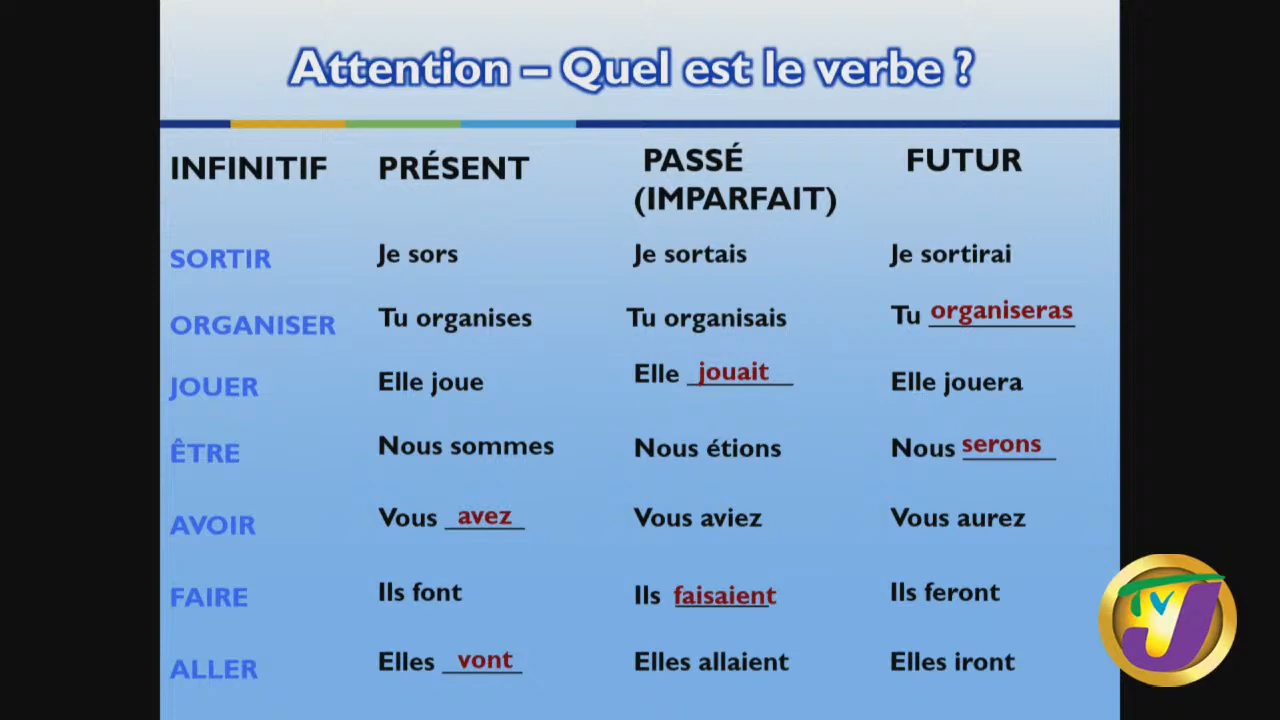 Attention – Quel est le verbe ?
INFINITIF PRÉSENT PASSÉ (IMPARFAIT) FUTUR
SORTIR Je sors Je sortais Je sortirai
ORGANISER Tu organises Tu organisais Tu organiseras
JOUER Elle joue Elle jouait Elle jouera
ÊTRE Nous sommes Nous étions Nous serons
AVOIR Vous avez Vous aviez Vous aurez
FAIRE Ils font Ils faisaient Ils feront
ALLER Elles vont Elles allaient Elles iront
TVJ